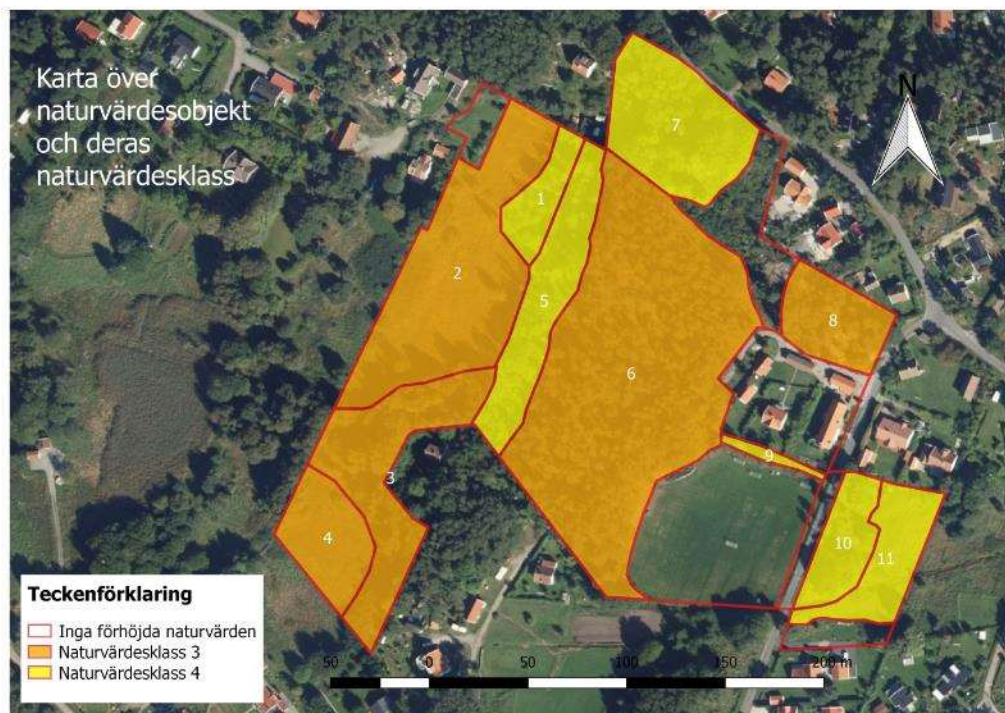 Karta över
naturvärdesobjekt
och deras
naturvärdesklass
N
7
1
2
5
8
6
9
3
10
4
11
Teckenförklaring
Inga förhöjda naturvärden
Naturvärdesklass 3
Naturvärdesklass 4
50 0 50 100 150 200 m